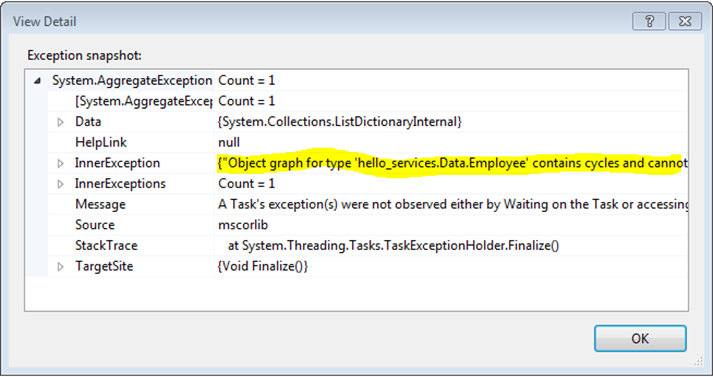 View Detail
Exception snapshot:
System.AggregateException Count = 1
[System.AggregateExcep Count = 1
Data {System.Collections.ListDictionaryInternal}
HelpLink null
InnerException {"Object graph for type 'hello_services.Data.Employee' contains cycles and cannot
InnerExceptions Count = 1
Message A Task's exception(s) were not observed either by Waiting on the Task or accessing
Source mscorlib
StackTrace at System.Threading.Tasks.TaskExceptionHolder.Finalize()
TargetSite {Void Finalize()}
OK